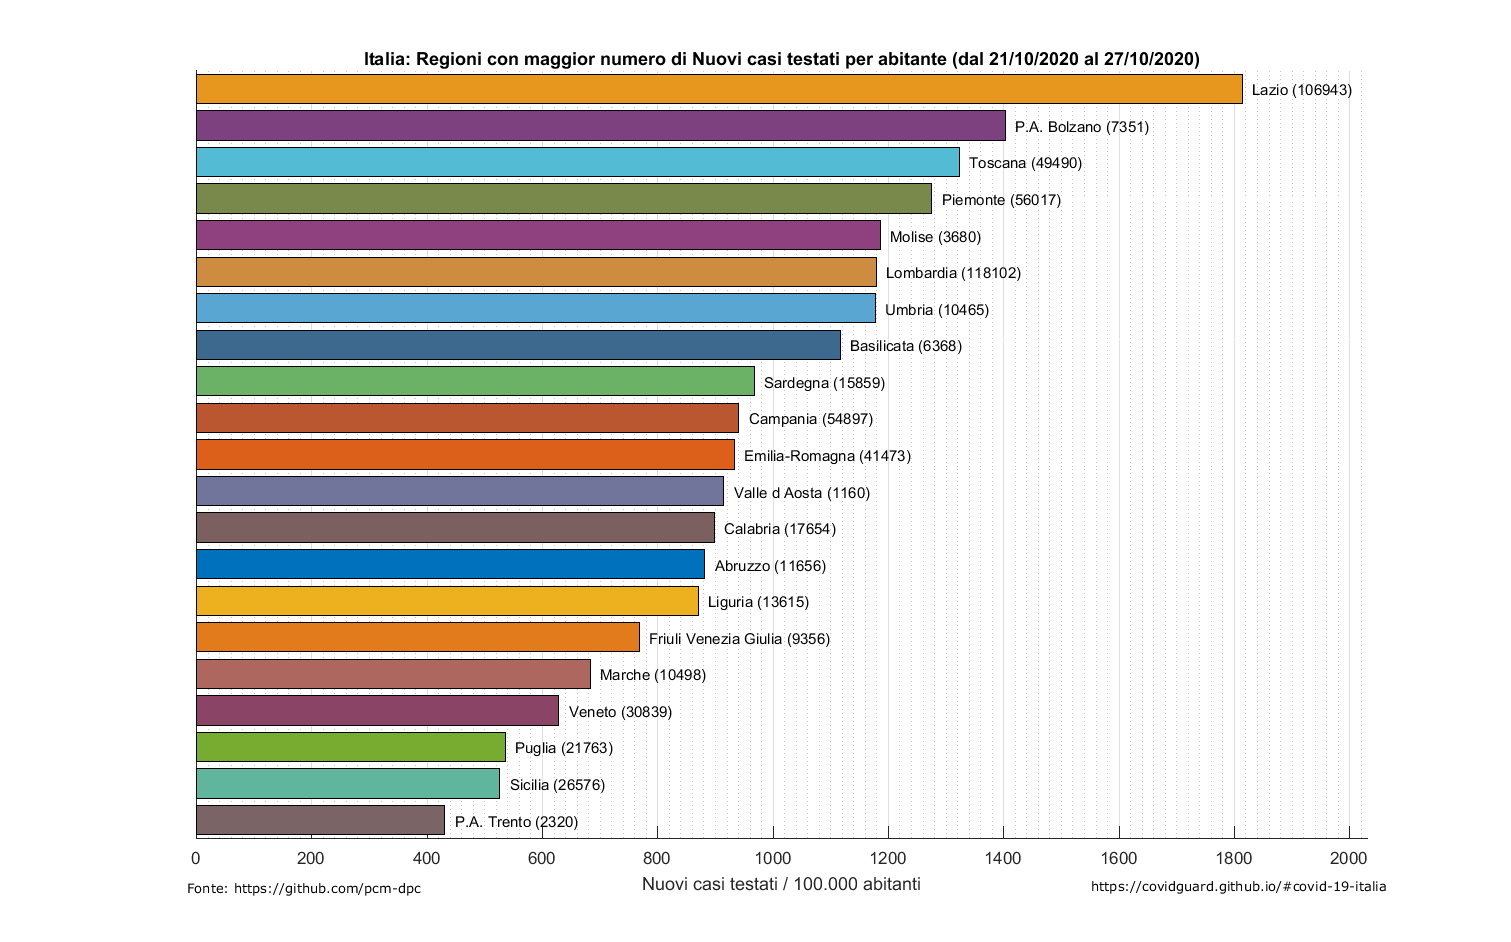 Italia: Regioni con maggior numero di Nuovi casi testati per abitante (dal 21/10/2020 al 27/10/2020)
Lazio (106943)
P.A. Bolzano (7351)
Toscana (49490)
Piemonte (56017)
Molise (3680)
Lombardia (118102)
Umbria (10465)
Basilicata (6368)
Sardegna (15859)
Campania (54897)
Emilia-Romagna (41473)
Valle d Aosta (1160)
Calabria (17654)
Abruzzo (11656)
Liguria (13615)
Friuli Venezia Giulia (9356)
Marche (10498)
Veneto (30839)
Puglia (21763)
Sicilia (26576)
P.A. Trento (2320)
0 200 400 600 800 1000 1200 1400 1600 1800 2000
Nuovi casi testati / 100.000 abitanti
Fonte: https://github.com/pcm-dpc
https://covidguard.github.io/#covid-19-italia